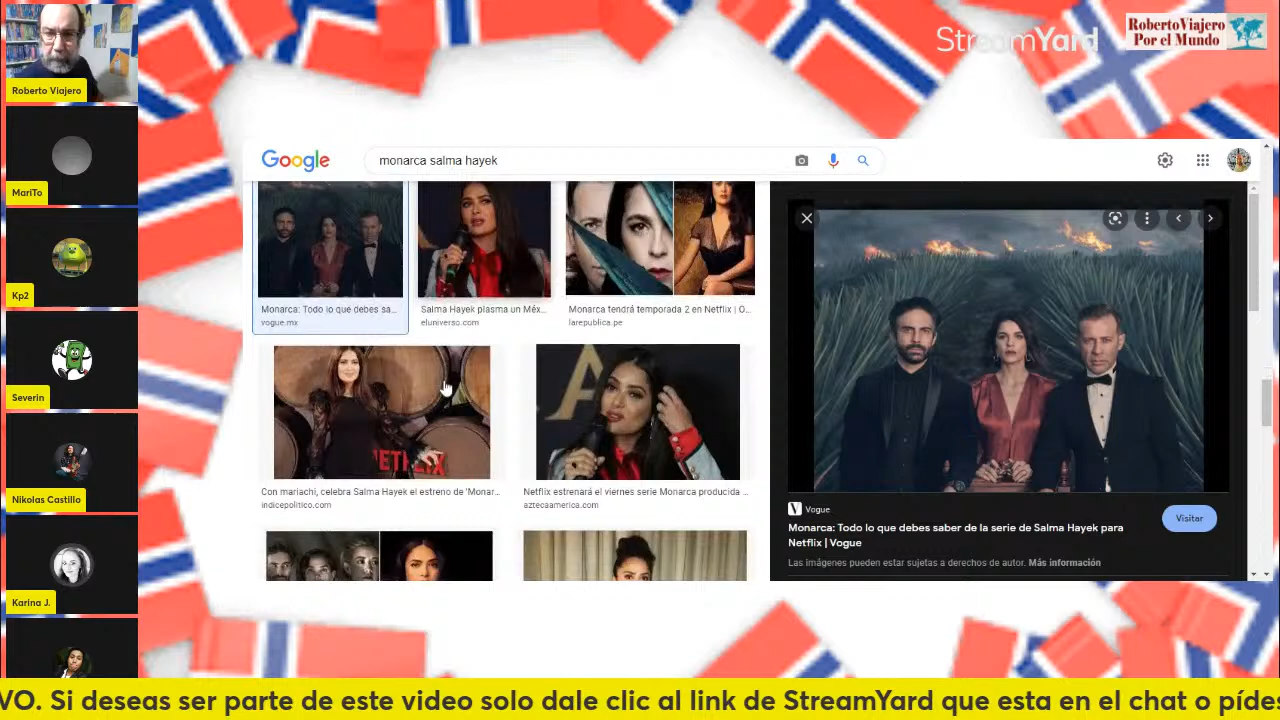 StreamYard
RobertoViajero
Por el Mundo
Roberto Viajero
MariTo
Kp2
Severin
Nikolas Castillo
Karina J.
Google
monarca salma hayek
Monarca: Todo lo que debes sa...
vogue.mx
Salma Hayek plasma un Méx...
eluniverso.com
Monarca tendrá temporada 2 en Netflix | O...
larepublica.pe
NETFLIX
Con mariachi, celebra Salma Hayek el estreno de 'Monar...
indicepolitico.com
A
Netflix estrenará el viernes serie Monarca producida ...
aztecaamerica.com
V Vogue
Monarca: Todo lo que debes saber de la serie de Salma Hayek para
Netflix | Vogue
Visitar
Las imágenes pueden estar sujetas a derechos de autor. Más información
VO. Si deseas ser parte de este video solo dale clic al link de StreamYard que esta en el chat o pídes